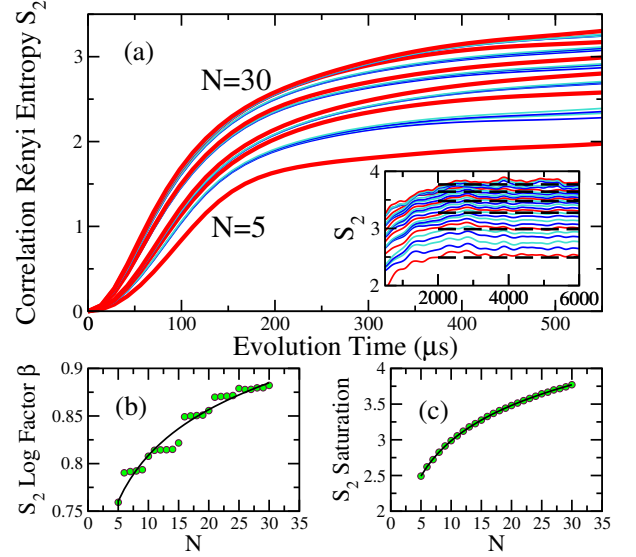 Correlation Rényi Entropy S2
(a)
N=30
N=5
3
2
1
0
0 100 200 300 400 500
Evolution Time (μs)
S2
4
3
2
2000 4000 6000
S2 Log Factor β
(b)
0.9
0.85
0.8
0.75
0 5 10 15 20 25 30 35
N
S2 Saturation
(c)
4
3.5
3
2.5
2
0 5 10 15 20 25 30 35
N